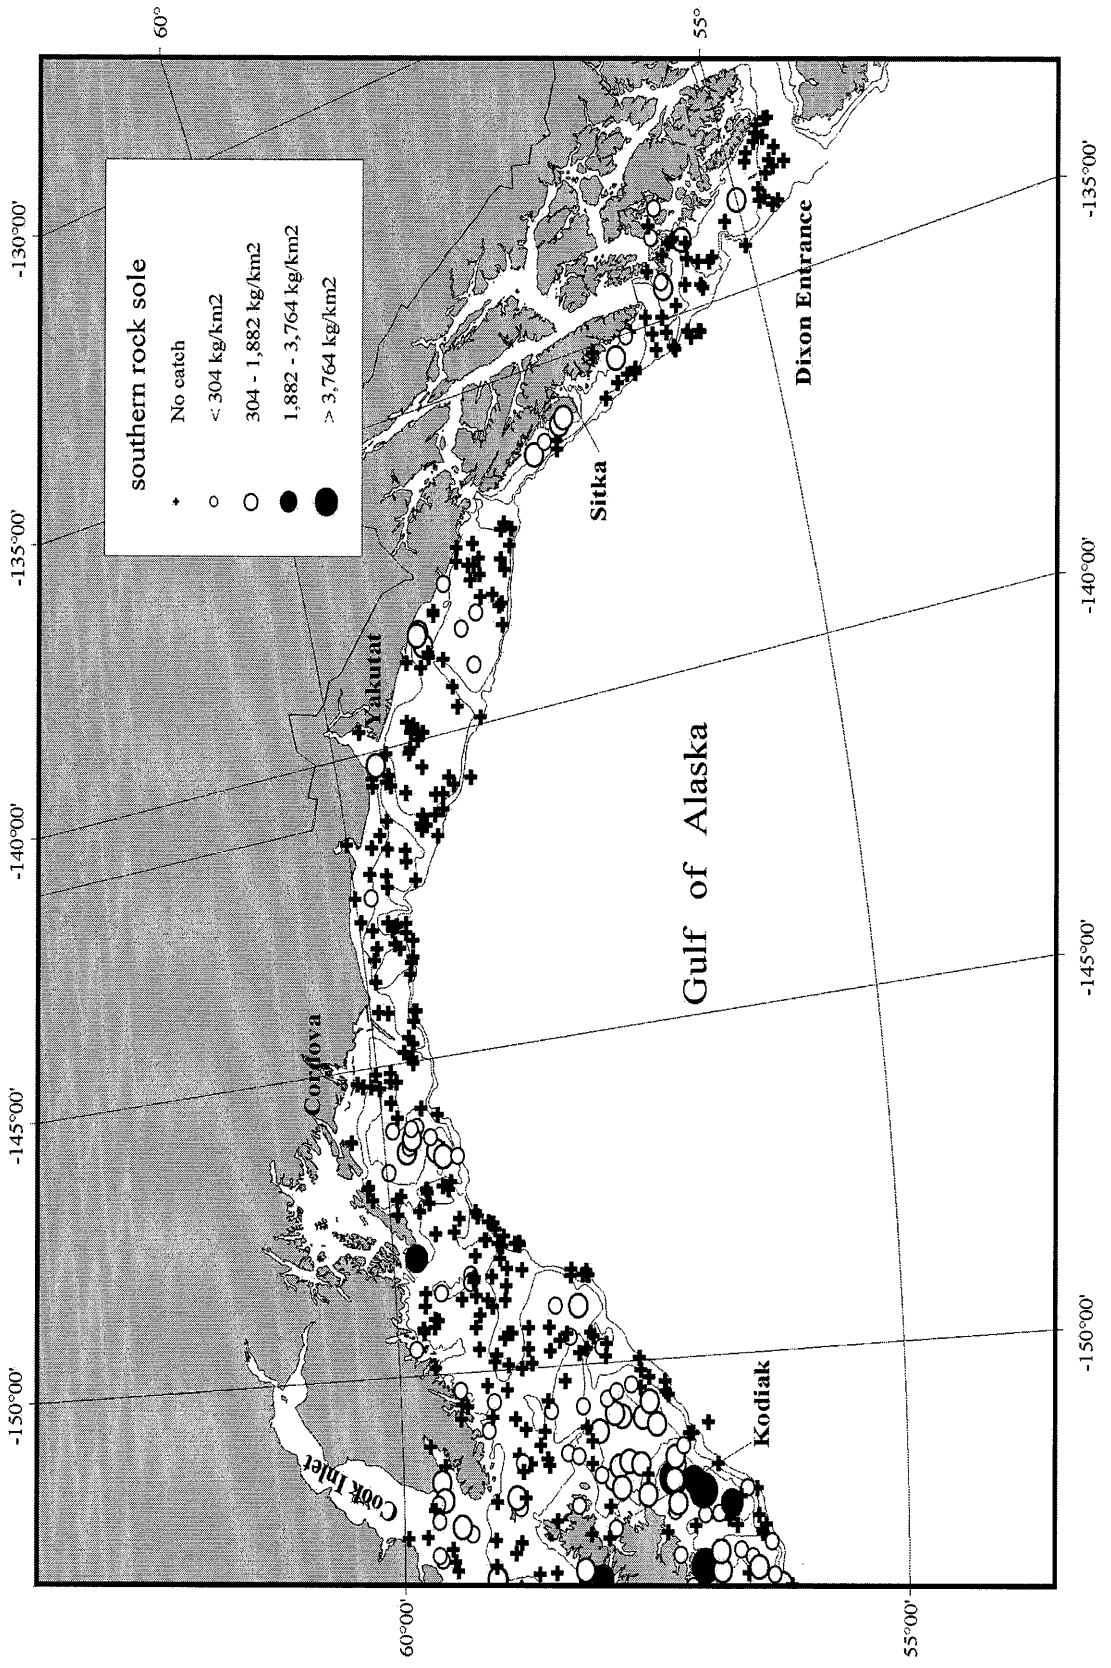 -150°00'
-145°00'
-140°00'
-135°00'
-130°00'
60°
southern rock sole
No catch
< 304 kg/km2
304 - 1,882 kg/km2
1,882 - 3,764 kg/km2
> 3,764 kg/km2
Cook Inlet
Cordova
Yakutat
Sitka
Dixon Entrance
Gulf of Alaska
Kodiak
60°00'
55°00'
55°
-150°00'
-145°00'
-140°00'
-135°00'